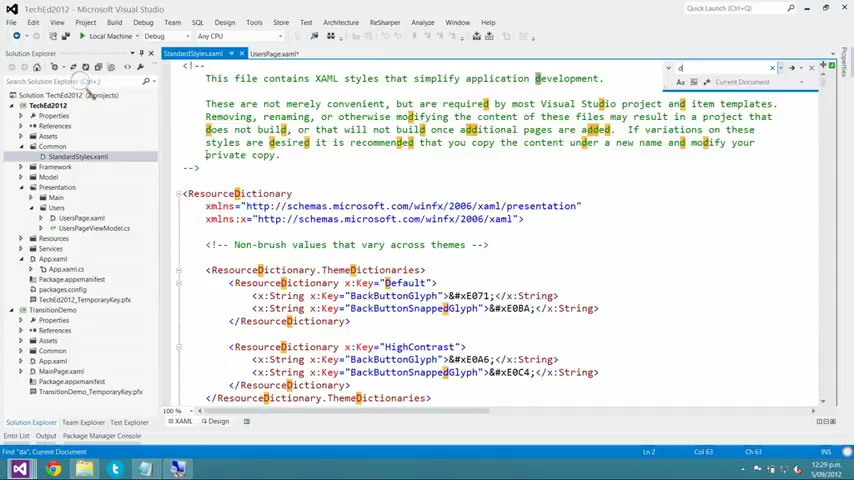 TechEd2012 - Microsoft Visual Studio
Quick Launch (Ctrl+Q)
File Edit View Project Build Debug Team SQL Design Tools Store Test Architecture ReSharper Analyze Window Help
Local Machine Debug Any CPU
Solution Explorer
StandardStyles.xaml UsersPage.xaml*
Search Solution Explorer (Ctrl+;)
Solution 'TechEd2012' (2 projects)
TechEd2012
Properties
References
Assets
Common
StandardStyles.xaml
Framework
Model
Presentation
Main
Users
UsersPage.xaml
UsersPageViewModel.cs
Resources
Services
App.xaml
App.xaml.cs
Package.appxmanifest
packages.config
TechEd2012_TemporaryKey.pfx
TransitionDemo
Properties
References
Assets
Common
App.xaml
MainPage.xaml
Package.appxmanifest
TransitionDemo_TemporaryKey.pfx
Solution Explorer Team Explorer Test Explorer
<!--
This file contains XAML styles that simplify application development.
These are not merely convenient, but are required by most Visual Studio project and item templates.
Removing, renaming, or otherwise modifying the content of these files may result in a project that
does not build, or that will not build once additional pages are added.  If variations on these
styles are desired it is recommended that you copy the content under a new name and modify your
private copy.
-->
<ResourceDictionary
xmlns="http://schemas.microsoft.com/winfx/2006/xaml/presentation"
xmlns:x="http://schemas.microsoft.com/winfx/2006/xaml">
<!-- Non-brush values that vary across themes -->
<ResourceDictionary.ThemeDictionaries>
<ResourceDictionary x:Key="Default">
<x:String x:Key="BackButtonGlyph">&#xE071;</x:String>
<x:String x:Key="BackButtonSnappedGlyph">&#xE0BA;</x:String>
</ResourceDictionary>
<ResourceDictionary x:Key="HighContrast">
<x:String x:Key="BackButtonGlyph">&#xE0A6;</x:String>
<x:String x:Key="BackButtonSnappedGlyph">&#xE0C4;</x:String>
</ResourceDictionary>
</ResourceDictionary.ThemeDictionaries>
d
Aa Current Document
Properties
100 %
XAML Design
Error List Output Package Manager Console
Find "da", Current Document Ln 2 Col 63 Ch 63 INS
12:29 p.m.
5/09/2012